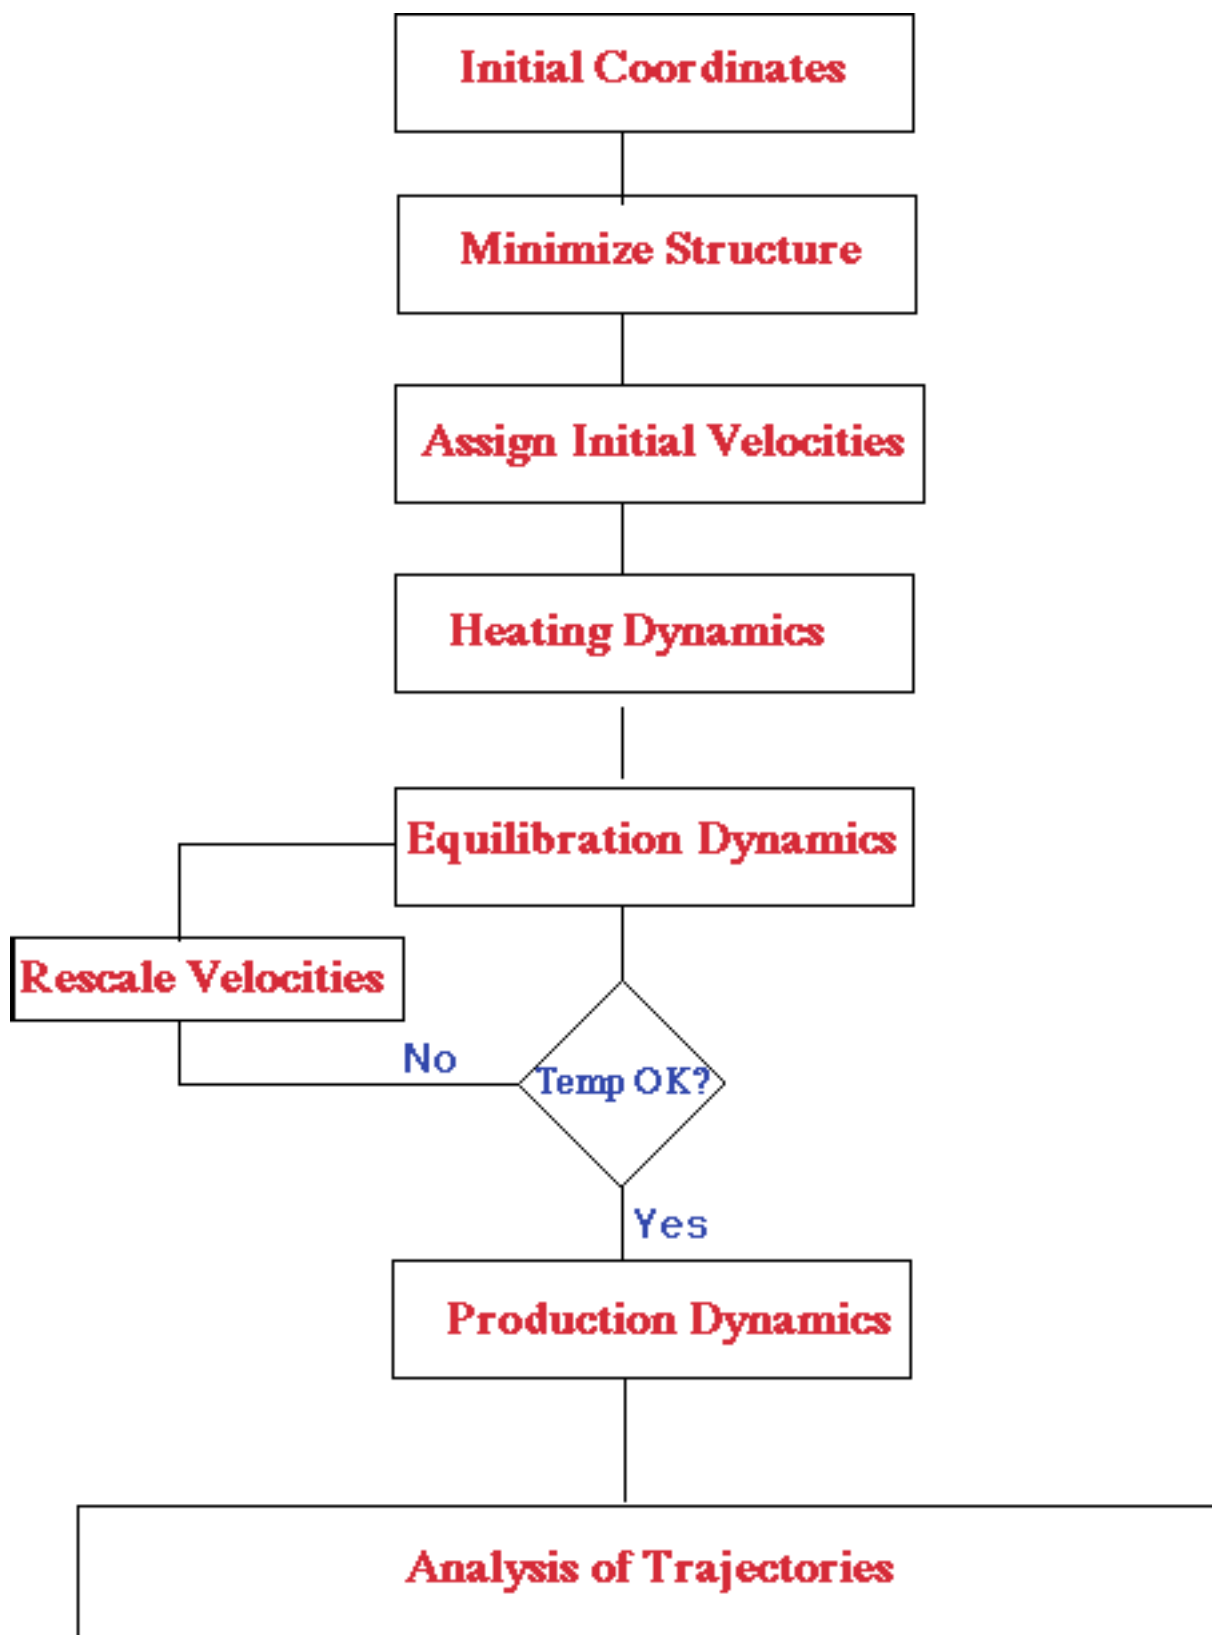 Initial Coordinates
Minimize Structure
Assign Initial Velocities
Heating Dynamics
Equilibration Dynamics
Rescale Velocities
No
Temp OK?
Yes
Production Dynamics
Analysis of Trajectories